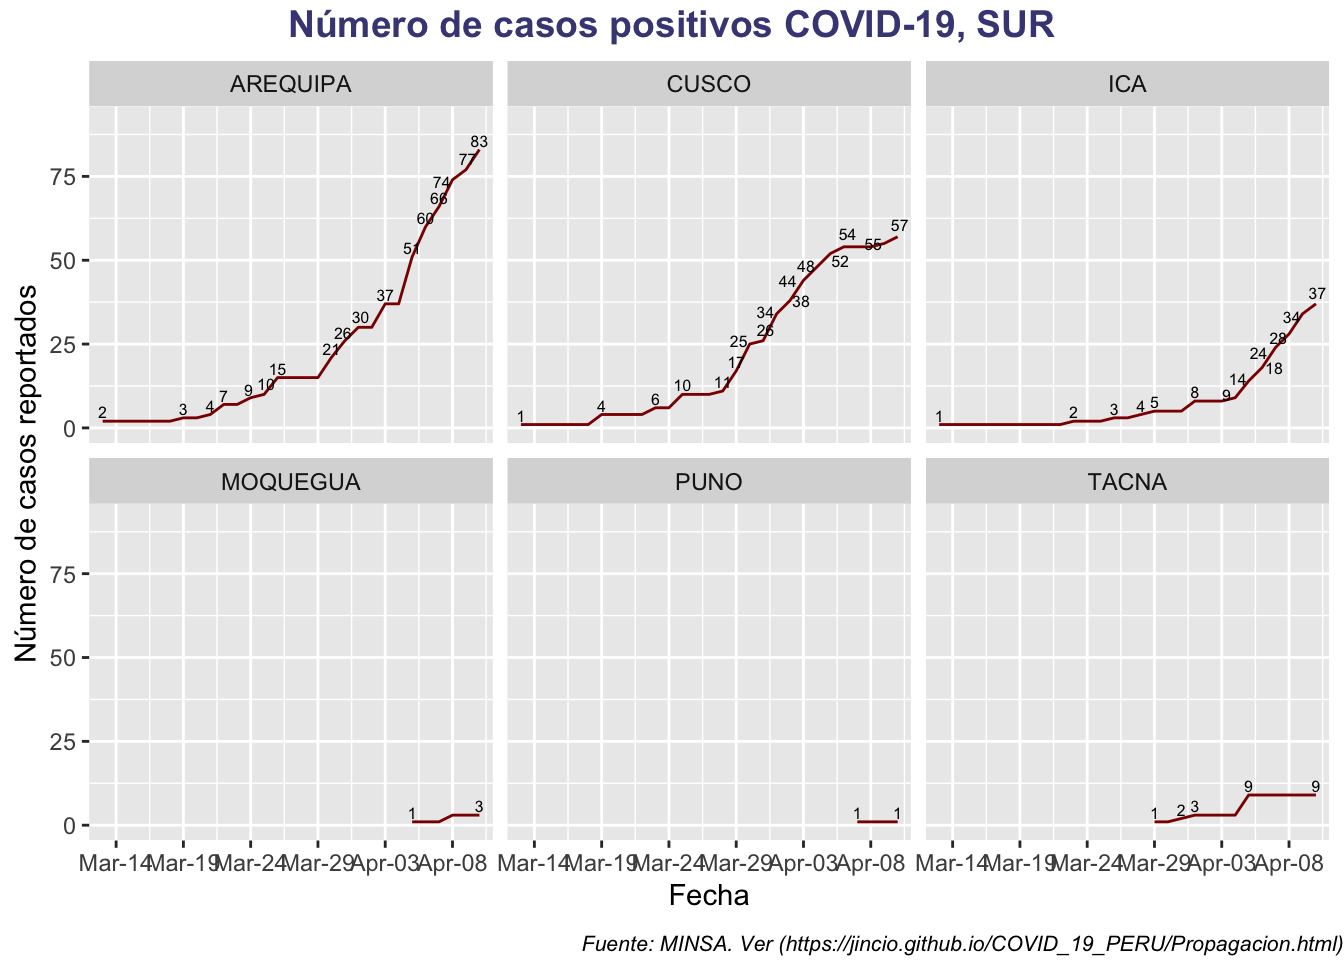 Número de casos positivos COVID-19, SUR
AREQUIPA CUSCO ICA
Número de casos reportados
75
50
25
0
2 3 4 7 9 10 15 21 26 30 37 51 60 66 74 77 83
1 4 6 10 11 17 25 26 34 38 44 48 52 54 55 57
1 2 3 4 5 8 9 14 18 24 28 34 37
MOQUEGUA PUNO TACNA
75
50
25
0
1 3
1 1
1 2 3 9 9
Mar-14 Mar-19 Mar-24 Mar-29 Apr-03 Apr-08 Mar-14 Mar-19 Mar-24 Mar-29 Apr-03 Apr-08 Mar-14 Mar-19 Mar-24 Mar-29 Apr-03 Apr-08
Fecha
Fuente: MINSA. Ver (https://jincio.github.io/COVID_19_PERU/Propagacion.html)